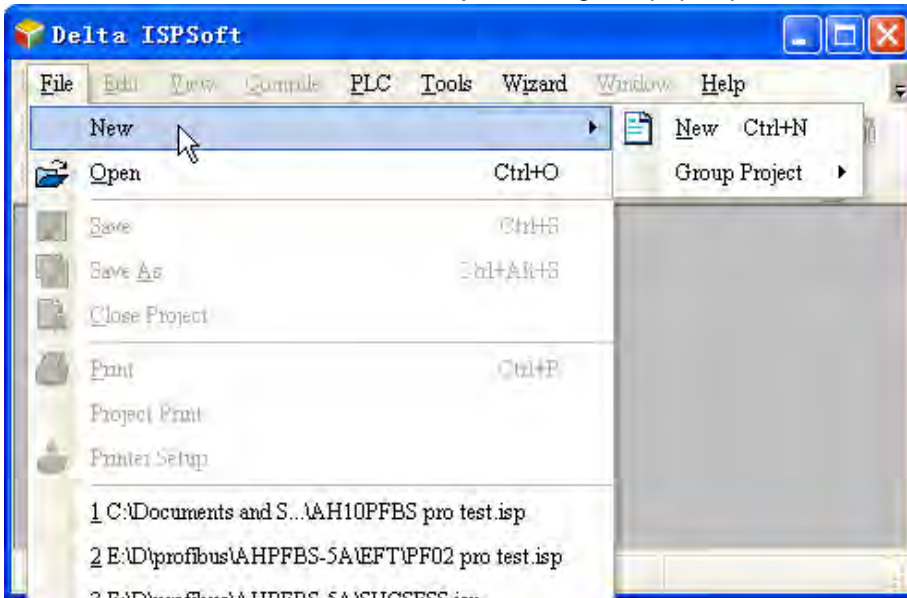 Delta ISPSoft
File Edit View Compile PLC Tools Wizard Window Help
New
New Ctrl+N
Open Ctrl+O
Group Project
Save Ctrl+S
Save As Ctrl+Alt+S
Close Project
Print Ctrl+P
Project Print
Printer Setup
1 C:\Documents and S...\AH10PFBS pro test.isp
2 E:\D\profibus\AHPFBS-5A\EFT\PF02 pro test.isp